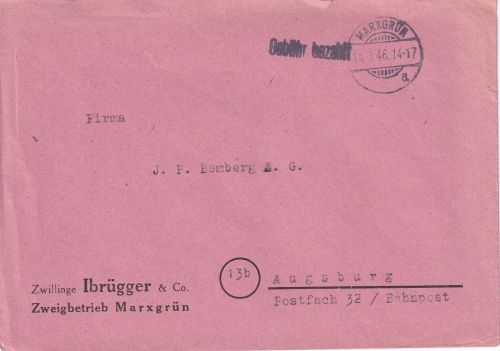 MARXGRÜN
Gebühr bezahlt
14.3.46.14-17
a
Firma
J. P. Bemberg A. G.
13b
Augsburg
Postfach 32 / Bahnpost
Zwillinge Ibrügger & Co.
Zweigbetrieb Marxgrün